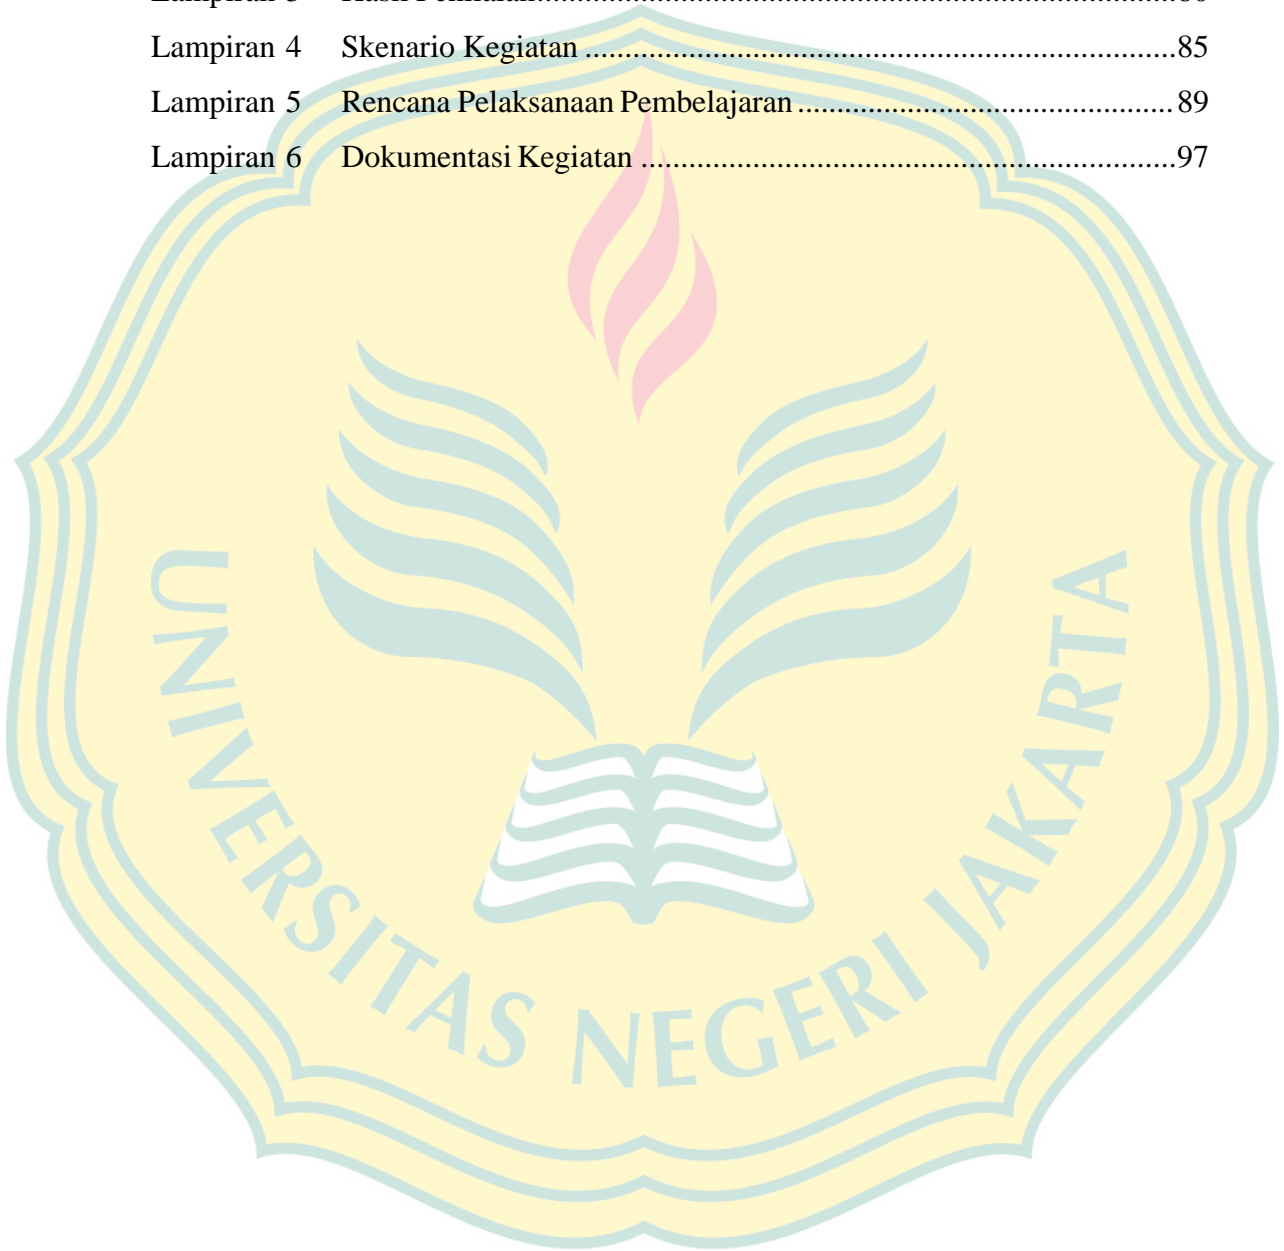 Lampiran 4 Skenario Kegiatan ........................................................................85
Lampiran 5 Rencana Pelaksanaan Pembelajaran ..............................................89
Lampiran 6 Dokumentasi Kegiatan .................................................................97
UNIVERSITAS NEGERI JAKARTA